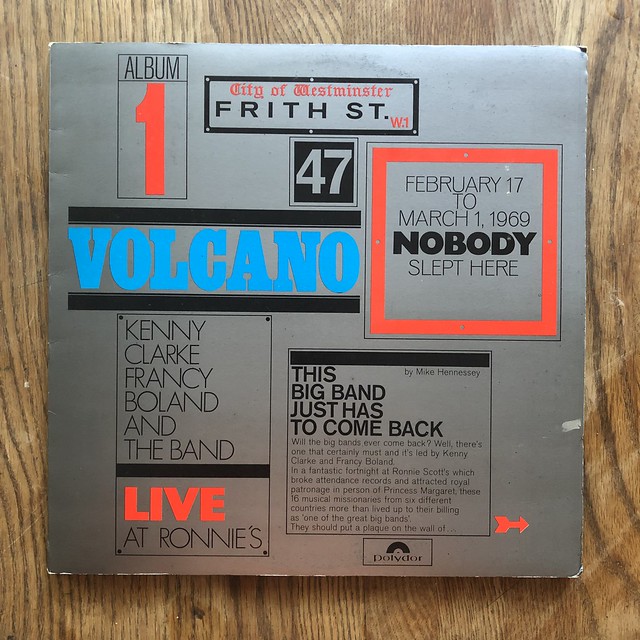 ALBUM
1
City of Westminster
FRITH ST.
W.1
47
FEBRUARY 17
TO
MARCH 1, 1969
NOBODY
SLEPT HERE
VOLCANO
KENNY
CLARKE
FRANCY
BOLAND
AND
THE BAND
LIVE
AT RONNIE'S
THIS
BIG BAND
JUST HAS
TO COME BACK
by Mike Hennessey
Will the big bands ever come back? Well, there's
one that certainly must and it's led by Kenny
Clarke and Francy Boland.
In a fantastic fortnight at Ronnie Scott's which
broke attendance records and attracted royal
patronage in person of Princess Margaret, these
16 musical missionaries from six different
countries more than lived up to their billing
as 'one of the great big bands'.
They should put a plaque on the wall of...
Polydor